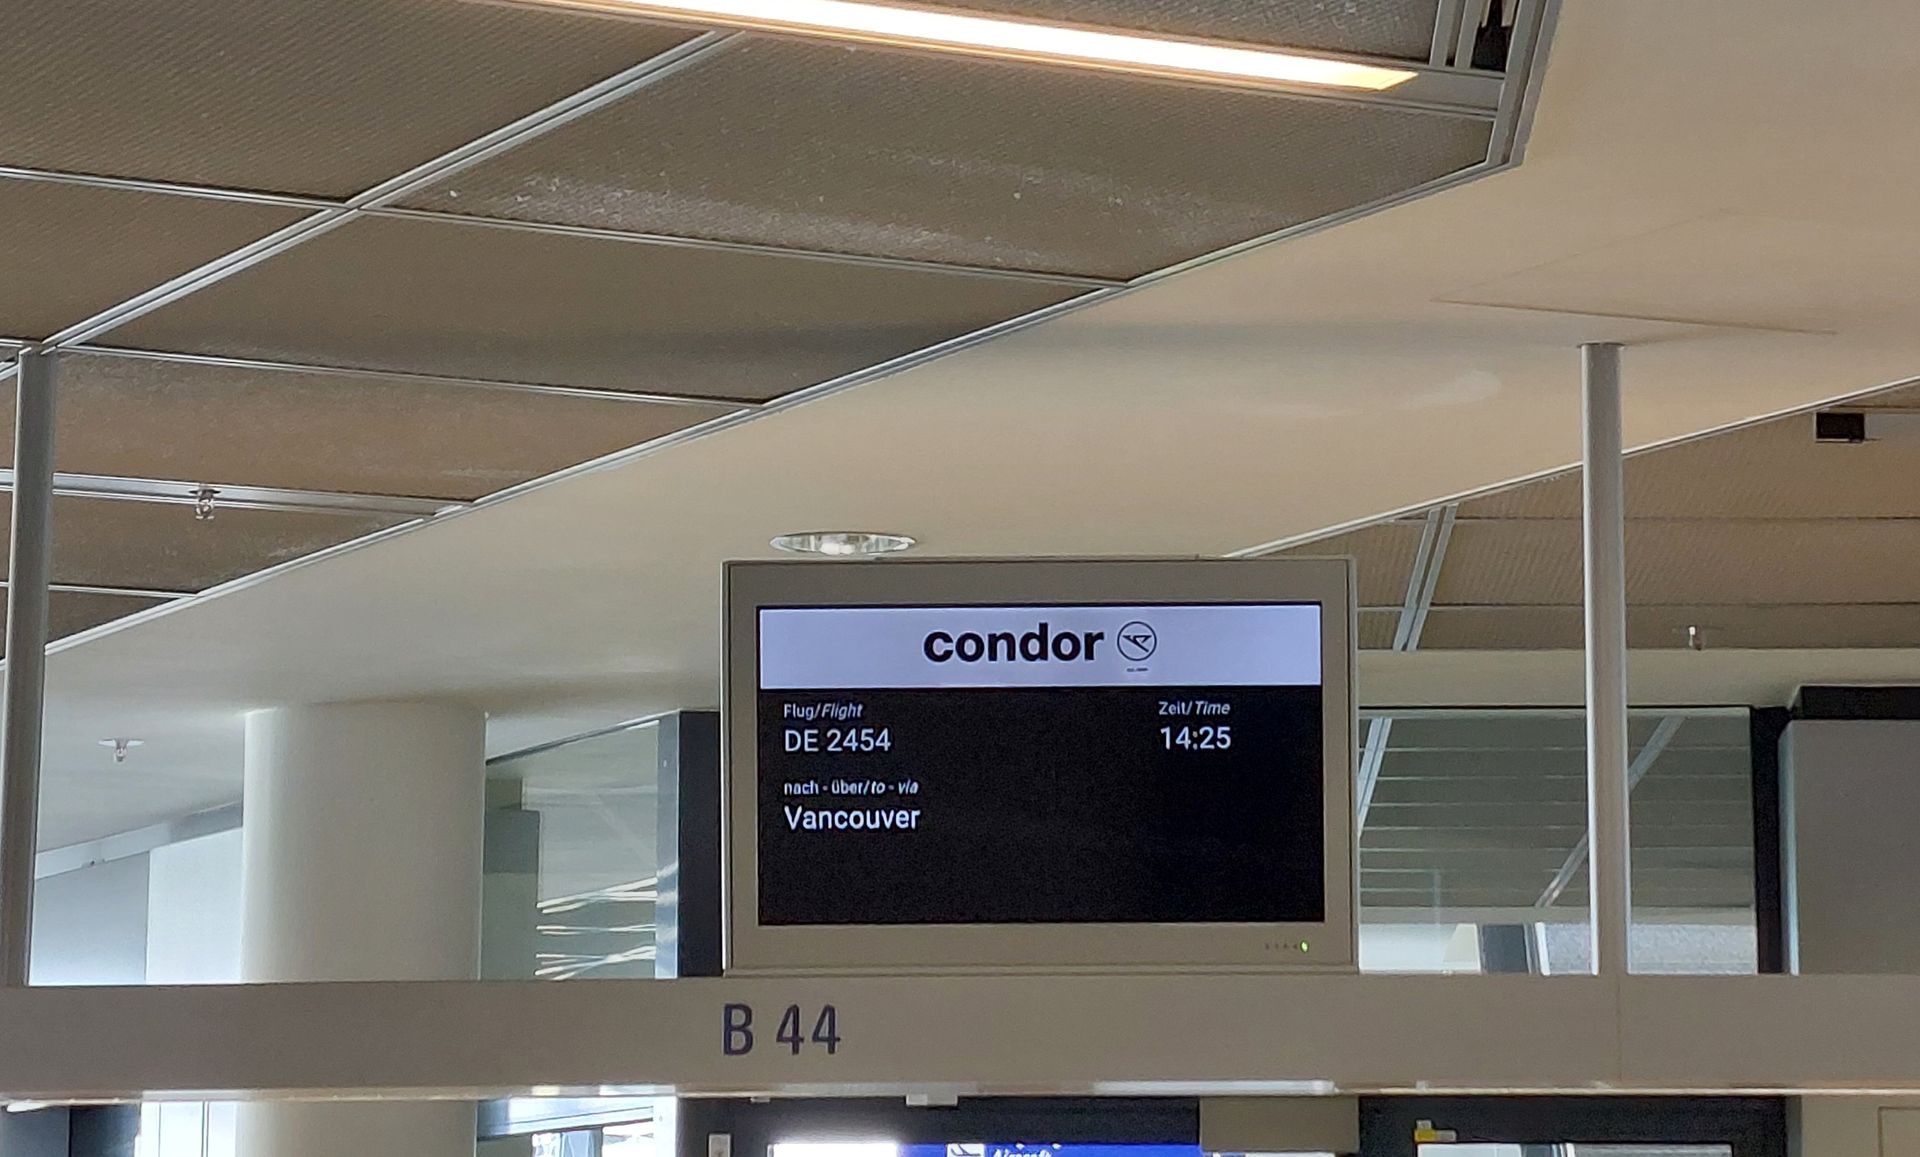 condor
Flug/Flight
Zeit/Time
DE 2454
14:25
nach - über/to - via
Vancouver
B 44